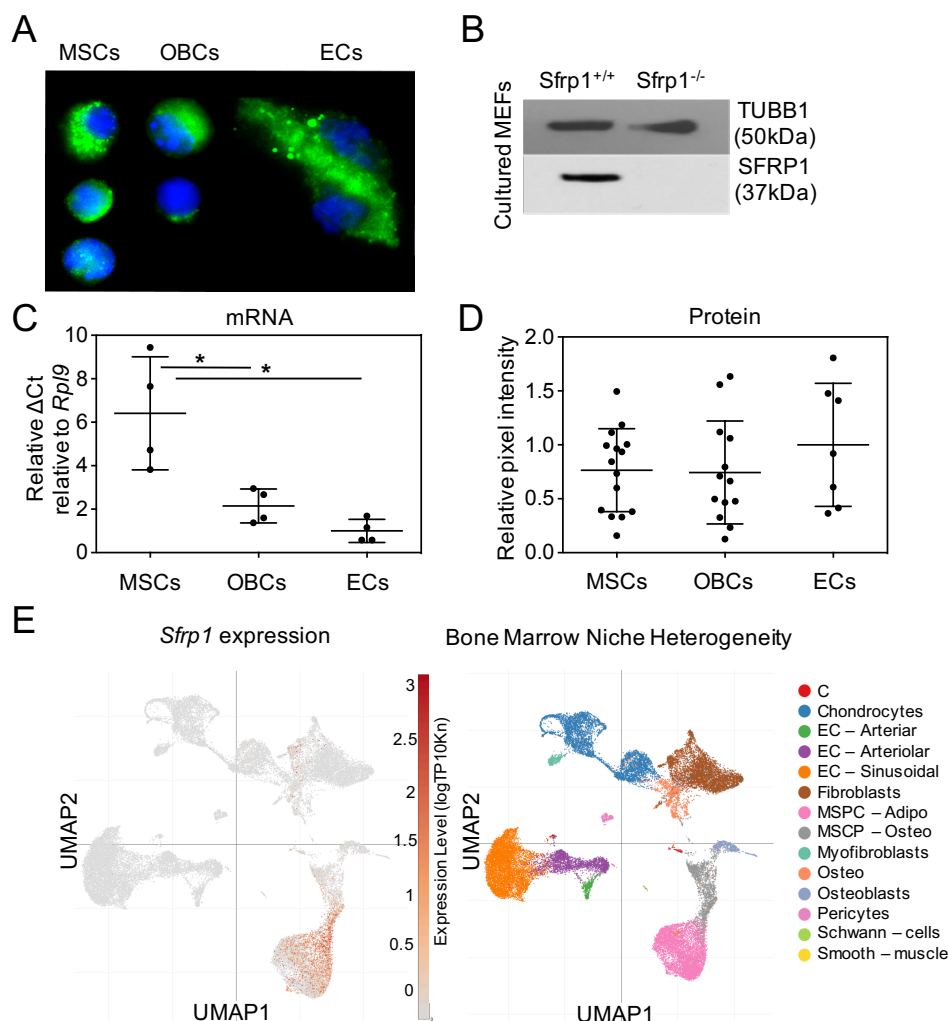 A
MSCs OBCs ECs
B
Sfrp1+/+ Sfrp1-/-
Cultured MEFs
TUBB1
(50kDa)
SFRP1
(37kDa)
C
mRNA
Relative ΔCt
relative to Rpl9
10
8
6
4
2
0
* *
MSCs OBCs ECs
D
Protein
Relative pixel intensity
2.0
1.5
1.0
0.5
0.0
MSCs OBCs ECs
E
Sfrp1 expression
UMAP2
UMAP1
3
2.5
2
1.5
1
0.5
0
Expression Level (logTP10Kn)
Bone Marrow Niche Heterogeneity
UMAP2
UMAP1
C
Chondrocytes
EC – Arteriar
EC – Arteriolar
EC – Sinusoidal
Fibroblasts
MSPC – Adipo
MSCP – Osteo
Myofibroblasts
Osteo
Osteoblasts
Pericytes
Schwann – cells
Smooth – muscle